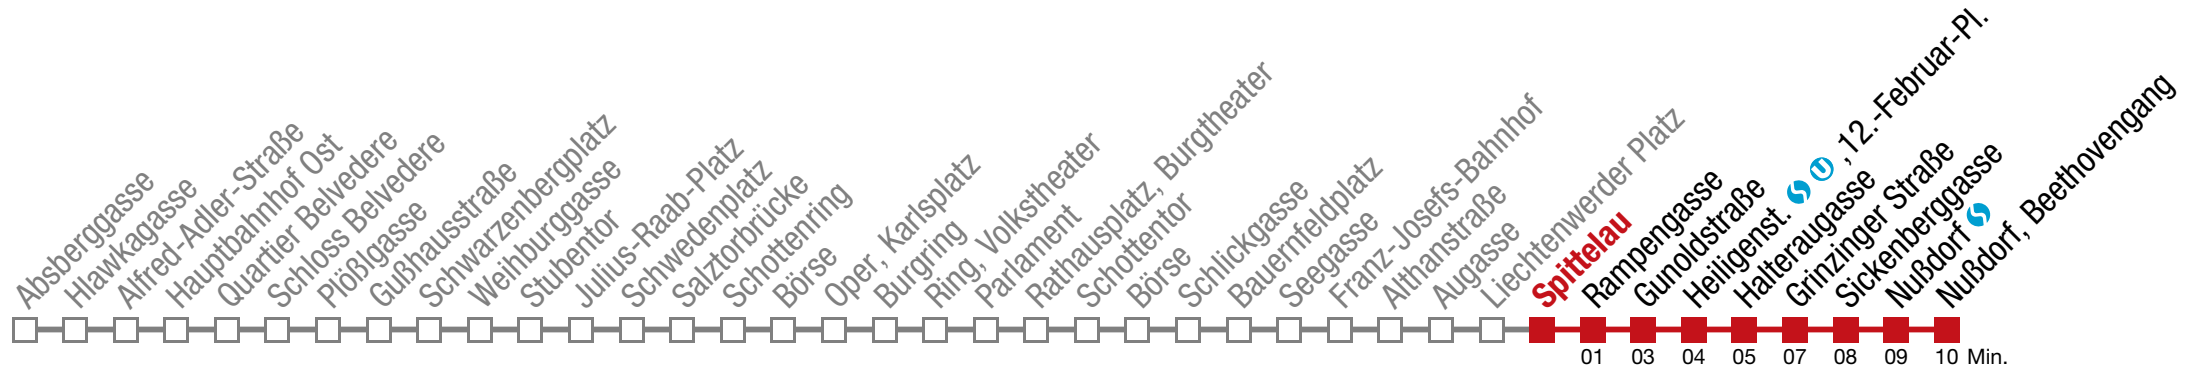 Absberggasse
Hlawkagasse
Alfred-Adler-Straße
Hauptbahnhof Ost
Quartier Belvedere
Schloss Belvedere
Plößlgasse
Gußhausstraße
Schwarzenbergplatz
Weihburggasse
Stubentor
Julius-Raab-Platz
Schwedenplatz
Salztorbrücke
Schottenring
Börse
Oper, Karlsplatz
Burgring
Ring, Volkstheater
Parlament
Rathausplatz, Burgtheater
Schottentor
Börse
Schlickgasse
Bauernfeldplatz
Seegasse
Franz-Josefs-Bahnhof
Althanstraße
Augasse
Liechtenwerder Platz
Spittelau
Rampengasse
Gunoldstraße
Heiligenst. S U , 12.-Februar-Pl.
Halteraugasse
Grinzinger Straße
Sickenberggasse
Nußdorf S
Nußdorf, Beethovengang
01 03 04 05 07 08 09 10 Min.